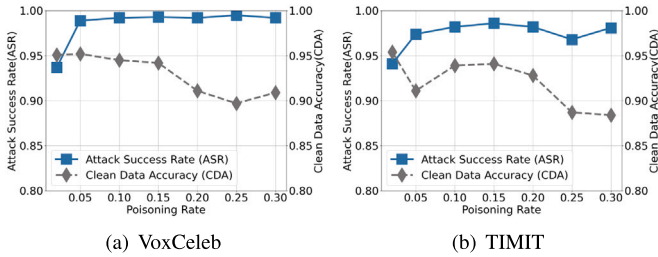 1.00
0.95
0.90
0.85
0.80
Attack Success Rate(ASR)
Attack Success Rate (ASR)
Clean Data Accuracy (CDA)
0.05 0.10 0.15 0.20 0.25 0.30
Poisoning Rate
1.00
0.95
0.90
0.85
0.80
Clean Data Accuracy(CDA)
(a) VoxCeleb
1.00
0.95
0.90
0.85
0.80
Attack Success Rate(ASR)
Attack Success Rate (ASR)
Clean Data Accuracy (CDA)
0.05 0.10 0.15 0.20 0.25 0.30
Poisoning Rate
1.00
0.95
0.90
0.85
0.80
Clean Data Accuracy(CDA)
(b) TIMIT